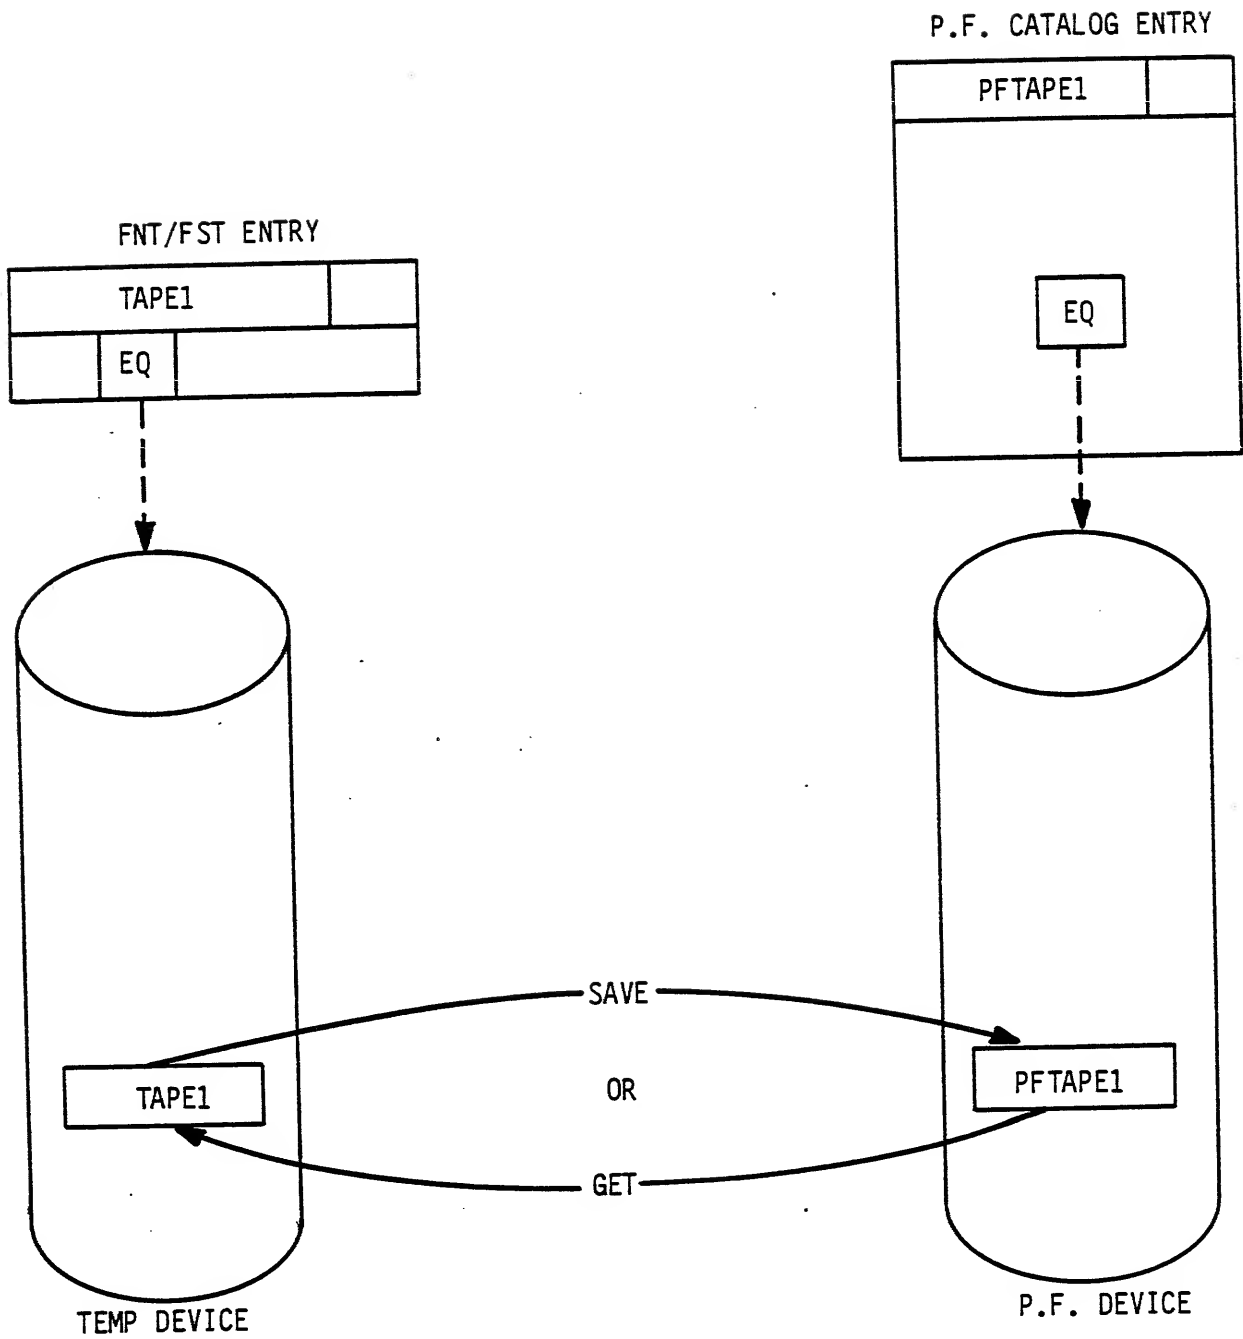 P.F. CATALOG ENTRY
PFTAPE1
FNT/FST ENTRY
TAPE1
EQ
EQ
SAVE
OR
TAPE1
PFTAPE1
GET
TEMP DEVICE
P.F. DEVICE